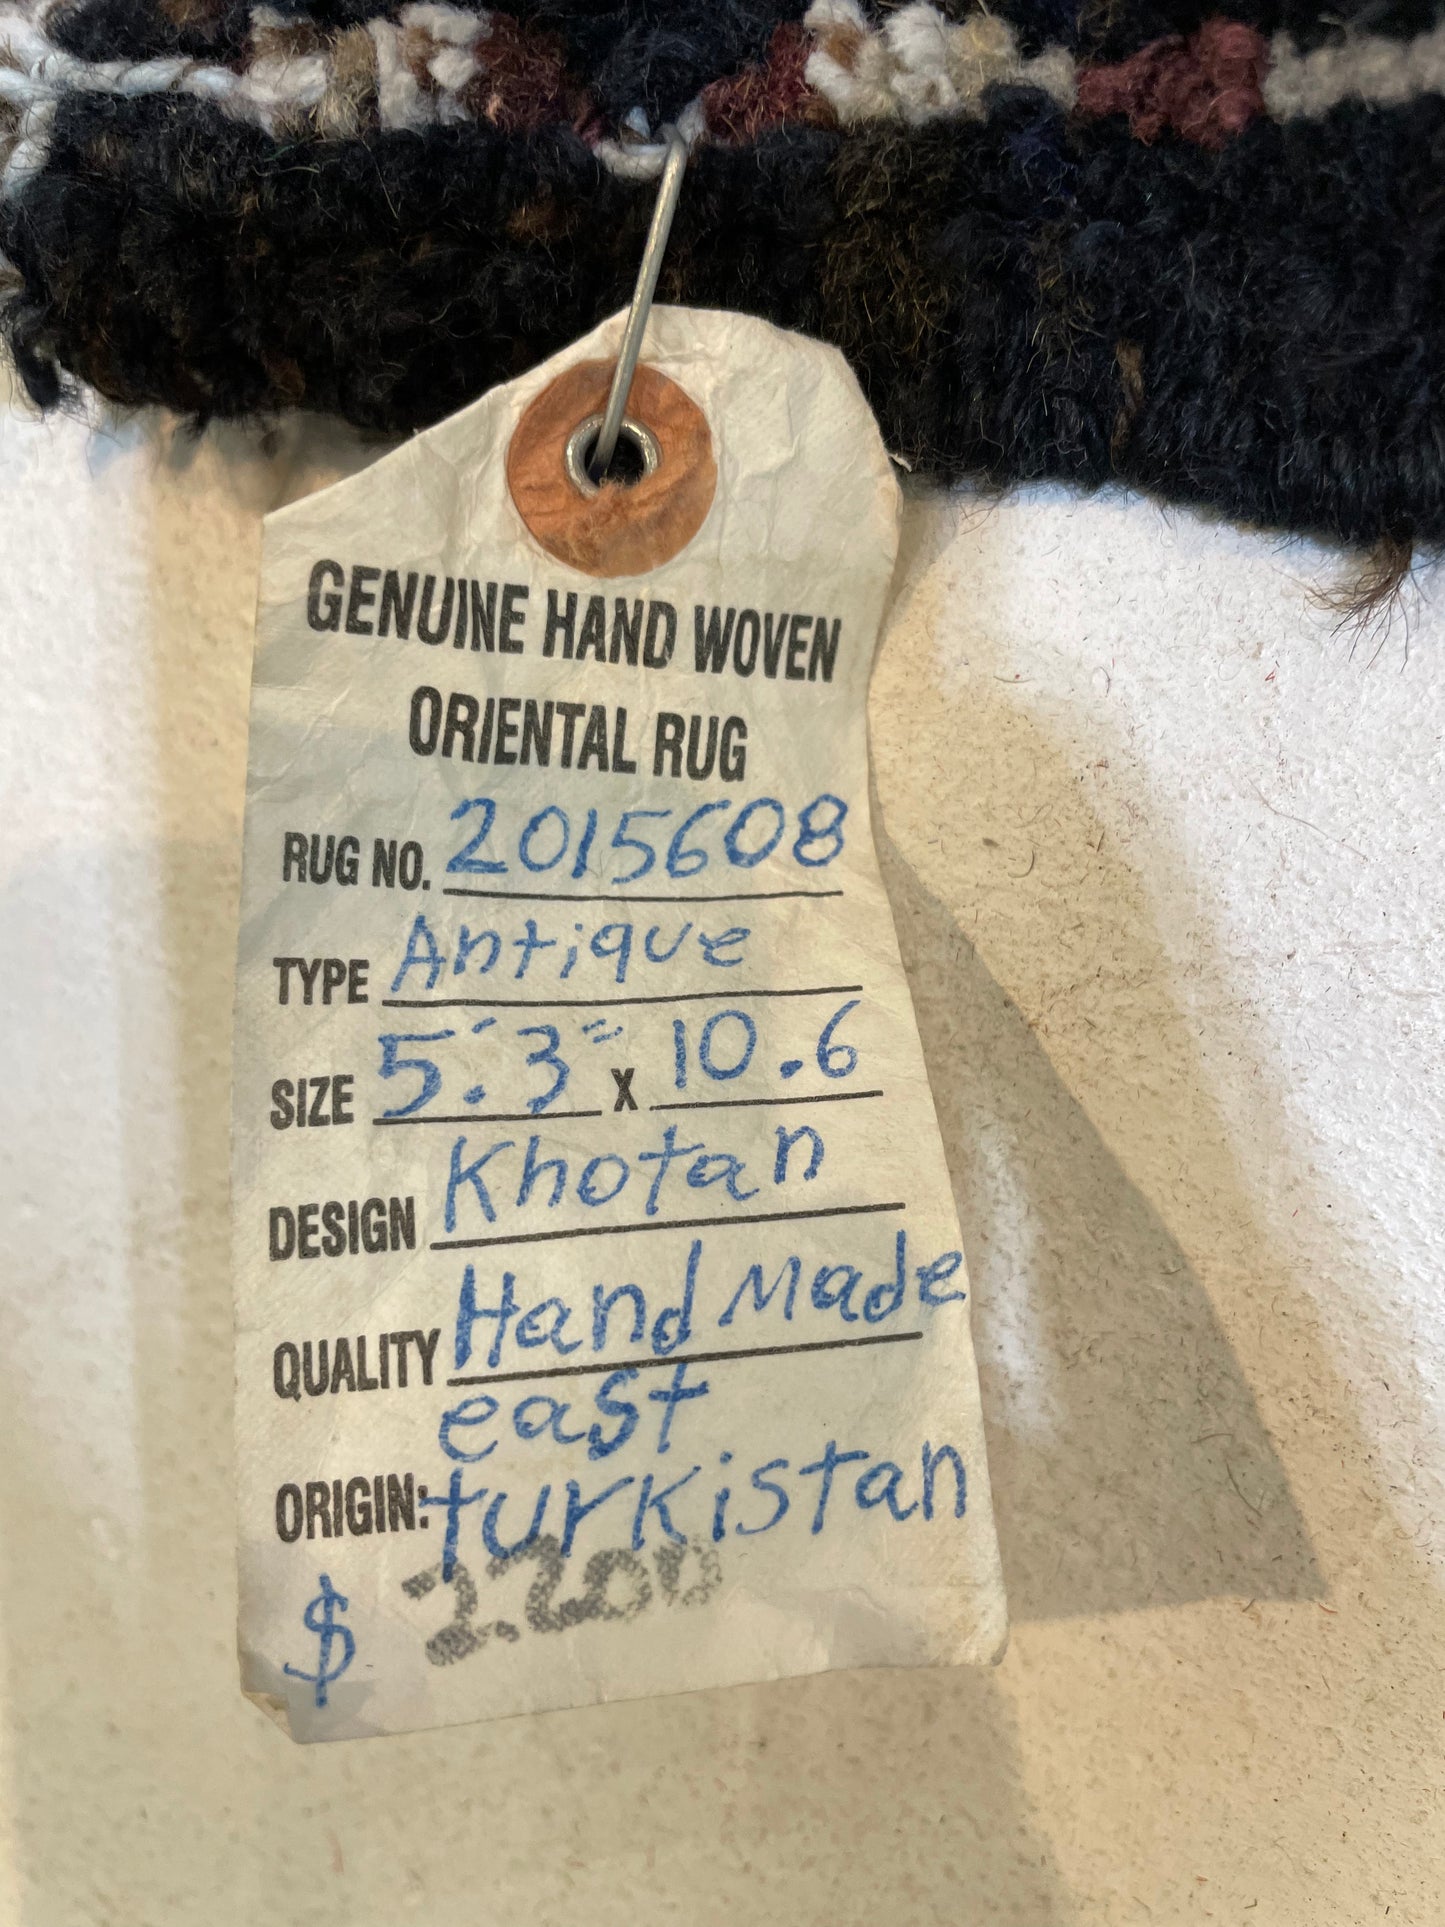 GENUINE HAND WOVEN
ORIENTAL RUG
RUG NO. 2015608
TYPE Antique
SIZE 5.'3" x 10.6
DESIGN Khotan
QUALITY Hand Made
east
ORIGIN: turkistan
$ 2200